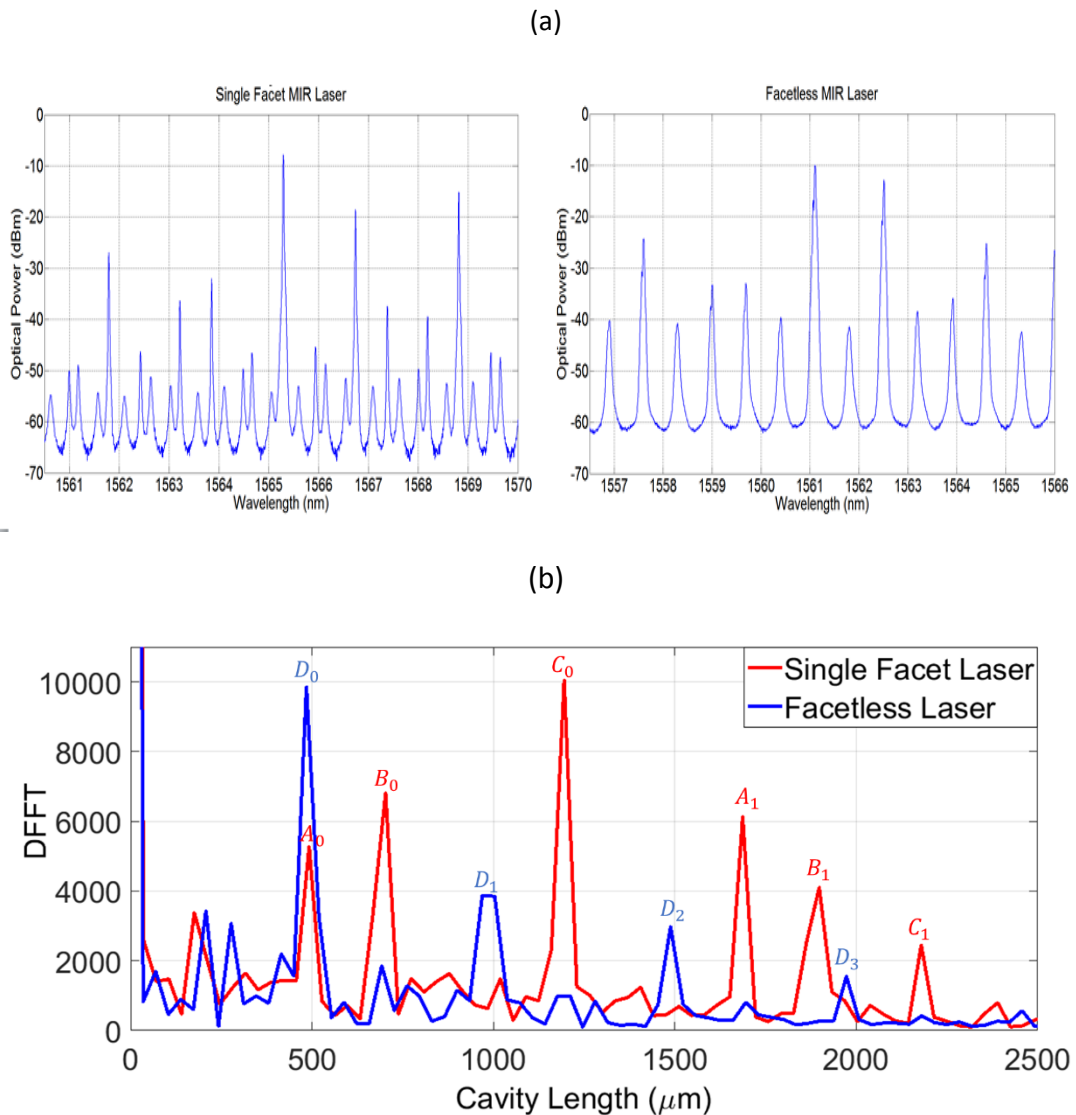 (a)
Single Facet MIR Laser
Facetless MIR Laser
Optical Power (dBm)
0
-10
-20
-30
-40
-50
-60
-70
1561 1562 1563 1564 1565 1566 1567 1568 1569 1570
Wavelength (nm)
Optical Power (dBm)
0
-10
-20
-30
-40
-50
-60
-70
1557 1558 1559 1560 1561 1562 1563 1564 1565 1566
Wavelength (nm)
(b)
DFFT
10000
8000
6000
4000
2000
0
D₀
A₀
B₀
D₁
C₀
D₂
A₁
B₁
D₃
C₁
Single Facet Laser
Facetless Laser
0 500 1000 1500 2000 2500
Cavity Length (μm)